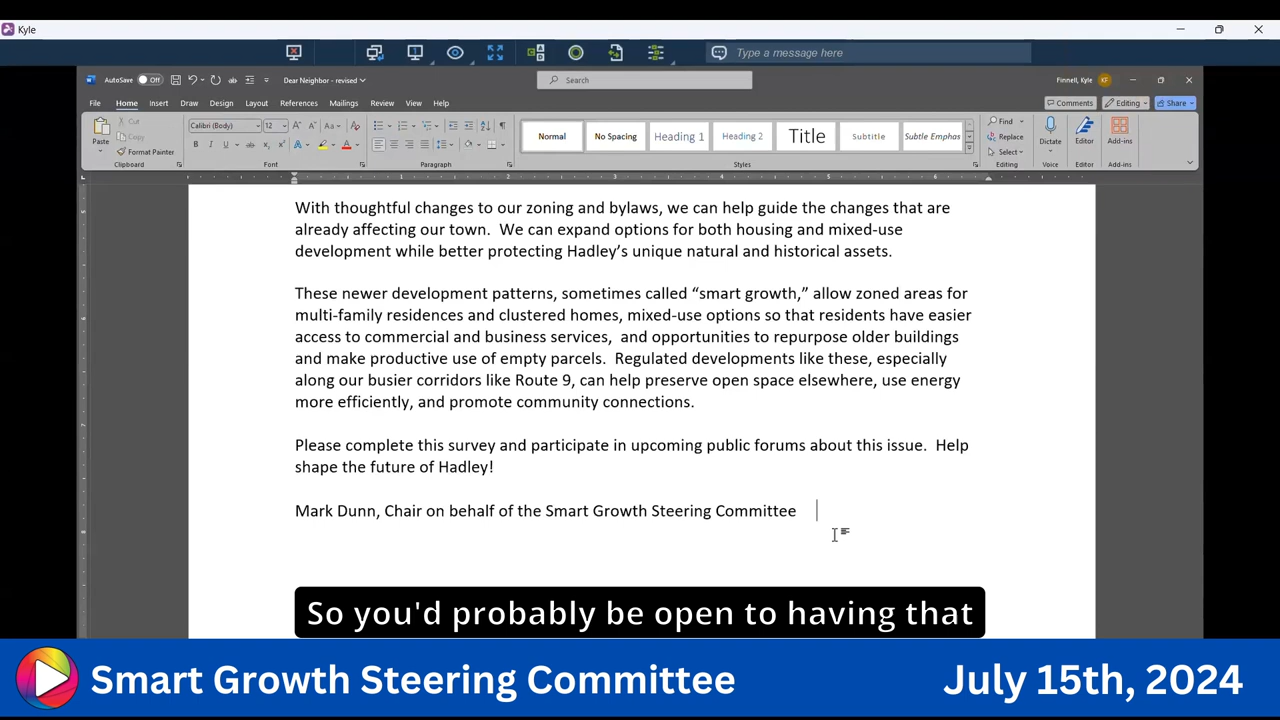 Kyle
Type a message here
AutoSave Off
Dear Neighbor - revised
Search
Finnell, Kyle
KF
File Home Insert Draw Design Layout References Mailings Review View Help
Comments Editing Share
Paste
Cut
Copy
Format Painter
Calibri (Body) 12
Normal No Spacing Heading 1 Heading 2 Title Subtitle Subtle Emphas
Find
Replace
Select
Dictate Editor Add-ins
Clipboard Font Paragraph Styles Editing Voice Editor Add-ins
1 2 3 4 5 6
With thoughtful changes to our zoning and bylaws, we can help guide the changes that are
already affecting our town.  We can expand options for both housing and mixed-use
development while better protecting Hadley’s unique natural and historical assets.
These newer development patterns, sometimes called “smart growth,” allow zoned areas for
multi-family residences and clustered homes, mixed-use options so that residents have easier
access to commercial and business services,  and opportunities to repurpose older buildings
and make productive use of empty parcels.  Regulated developments like these, especially
along our busier corridors like Route 9, can help preserve open space elsewhere, use energy
more efficiently, and promote community connections.
Please complete this survey and participate in upcoming public forums about this issue.  Help
shape the future of Hadley!
Mark Dunn, Chair on behalf of the Smart Growth Steering Committee
So you'd probably be open to having that
Smart Growth Steering Committee
July 15th, 2024